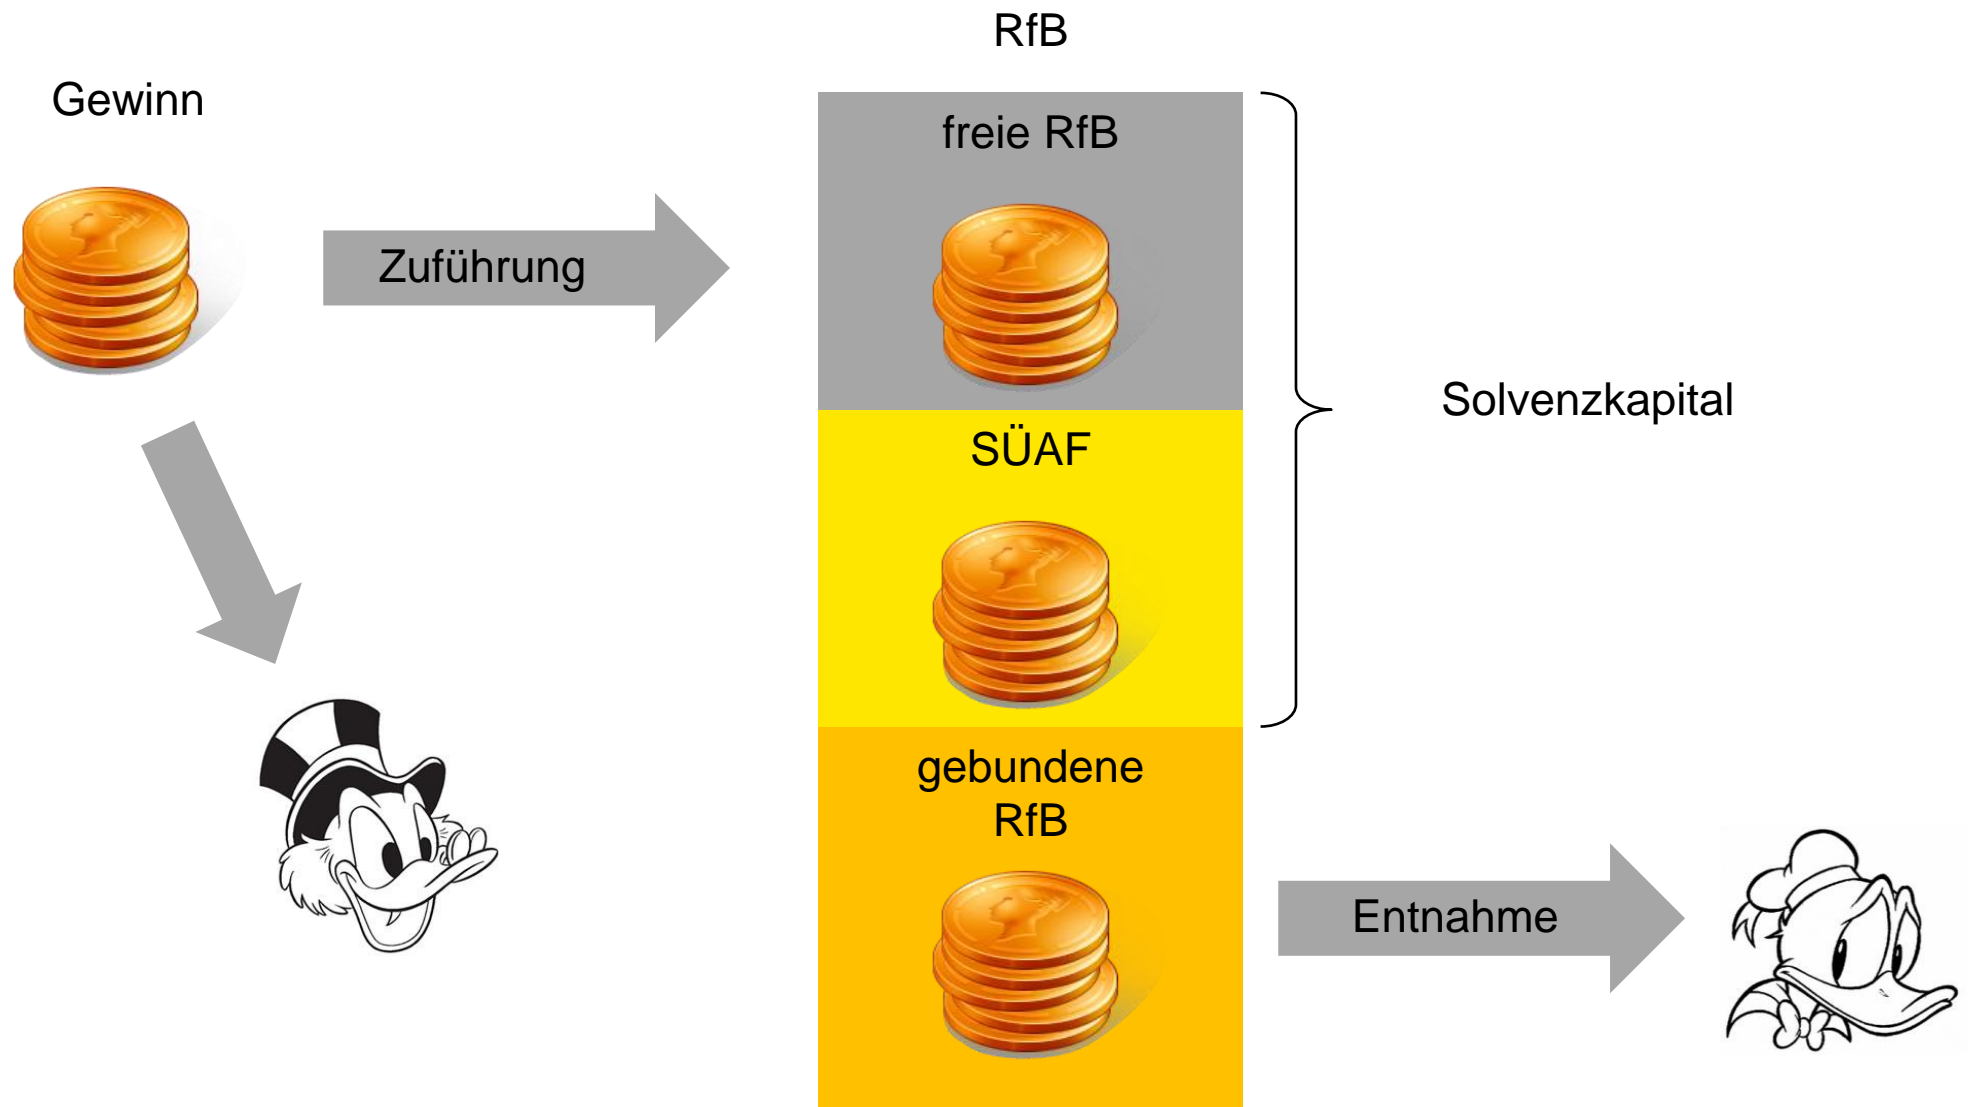 RfB
Gewinn
freie RfB
Zuführung
Solvenzkapital
SÜAF
gebundene
RfB
Entnahme